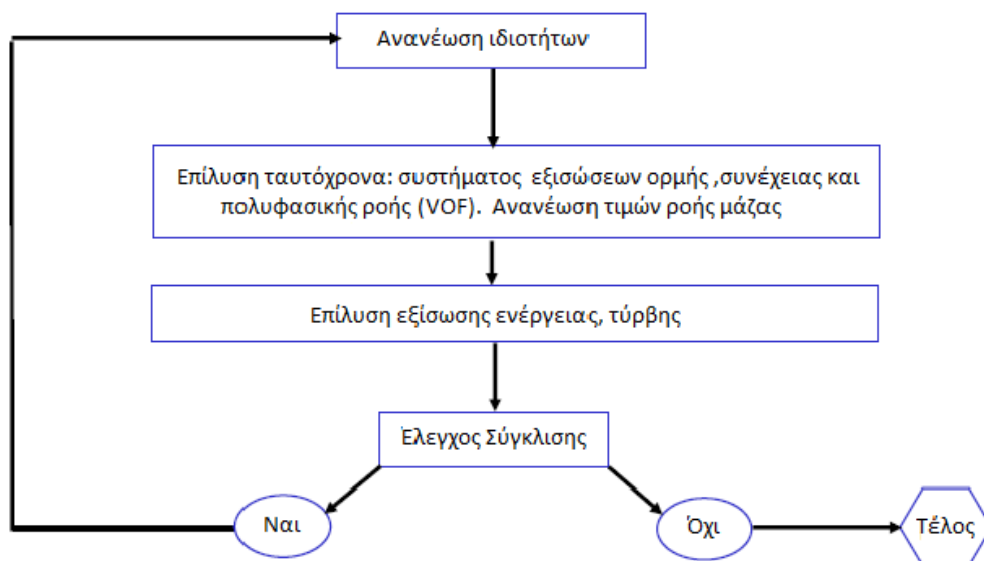 Ανανέωση ιδιοτήτων
Επίλυση ταυτόχρονα: συστήματος εξισώσεων ορμής ,συνέχειας και
πολυφασικής ροής (VOF). Ανανέωση τιμών ροής μάζας
Επίλυση εξίσωσης ενέργειας, τύρβης
Έλεγχος Σύγκλισης
Ναι
Όχι
Τέλος